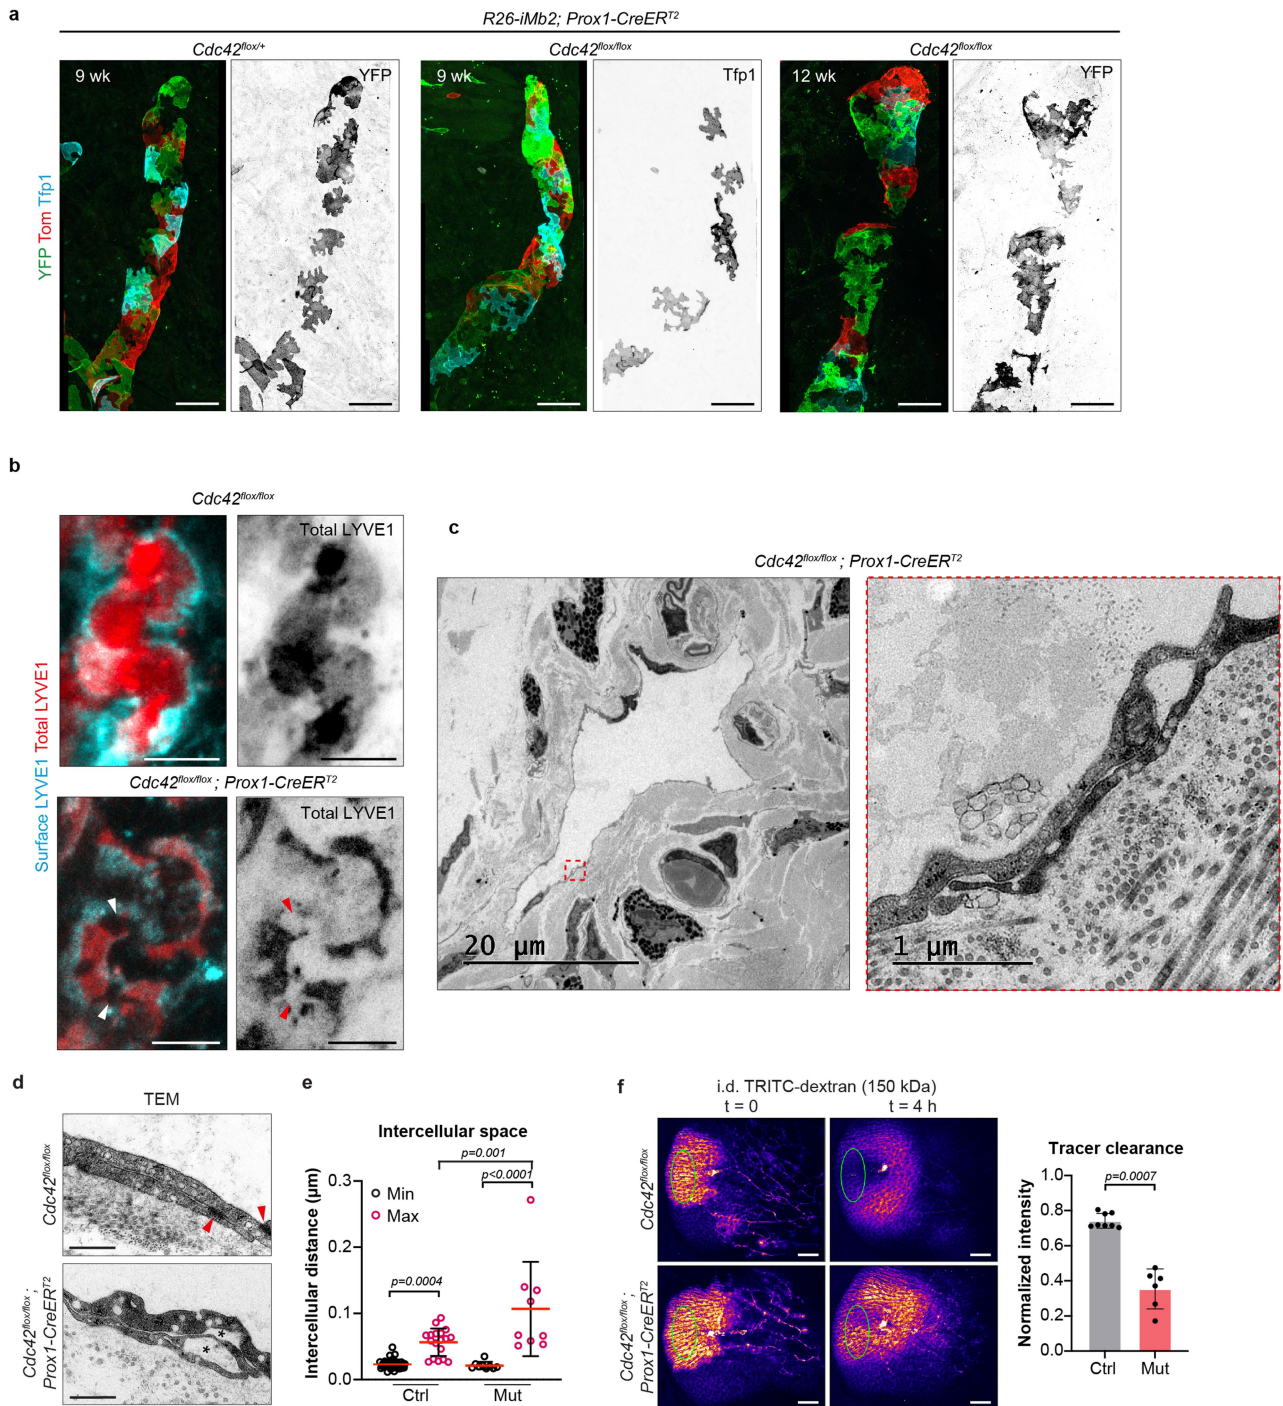 a
R26-iMb2; Prox1-CreERT2
Cdc42flox/+
Cdc42flox/flox
Cdc42flox/flox
YFP Tom Tfp1
9 wk
YFP
9 wk
Tfp1
12 wk
YFP
b
Cdc42flox/flox
Surface LYVE1 Total LYVE1
Total LYVE1
Cdc42flox/flox ; Prox1-CreERT2
Total LYVE1
c
Cdc42flox/flox ; Prox1-CreERT2
20 µm
1 µm
d
TEM
Cdc42flox/flox
Cdc42flox/flox ;
Prox1-CreERT2
*
*
e
Intercellular space
p=0.001
p<0.0001
Min
Max
p=0.0004
Intercellular distance (µm)
0.3
0.2
0.1
0.0
Ctrl
Mut
f
i.d. TRITC-dextran (150 kDa)
t = 0
t = 4 h
Cdc42flox/flox
Cdc42flox/flox ;
Prox1-CreERT2
Tracer clearance
p=0.0007
Normalized intensity
1.0
0.8
0.6
0.4
0.2
0.0
Ctrl
Mut